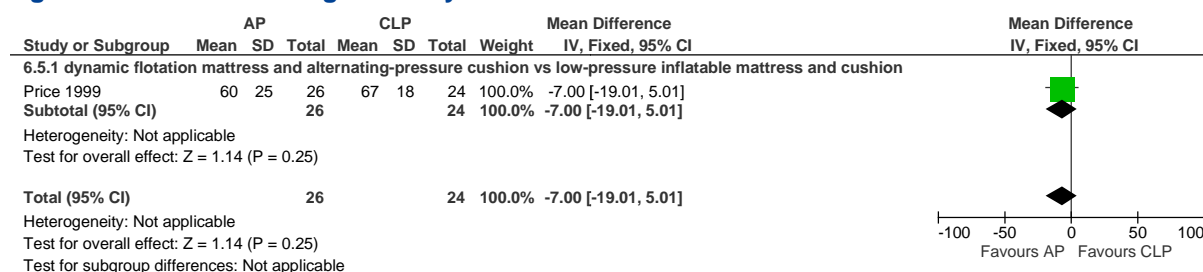 AP CLP Mean Difference Mean Difference
Study or Subgroup Mean SD Total Mean SD Total Weight IV, Fixed, 95% CI IV, Fixed, 95% CI
6.5.1 dynamic flotation mattress and alternating-pressure cushion vs low-pressure inflatable mattress and cushion
Price 1999 60 25 26 67 18 24 100.0% -7.00 [-19.01, 5.01]
Subtotal (95% CI) 26 24 100.0% -7.00 [-19.01, 5.01]
Heterogeneity: Not applicable
Test for overall effect: Z = 1.14 (P = 0.25)
Total (95% CI) 26 24 100.0% -7.00 [-19.01, 5.01]
Heterogeneity: Not applicable
Test for overall effect: Z = 1.14 (P = 0.25)
Test for subgroup differences: Not applicable
-100 -50 0 50 100
Favours AP Favours CLP